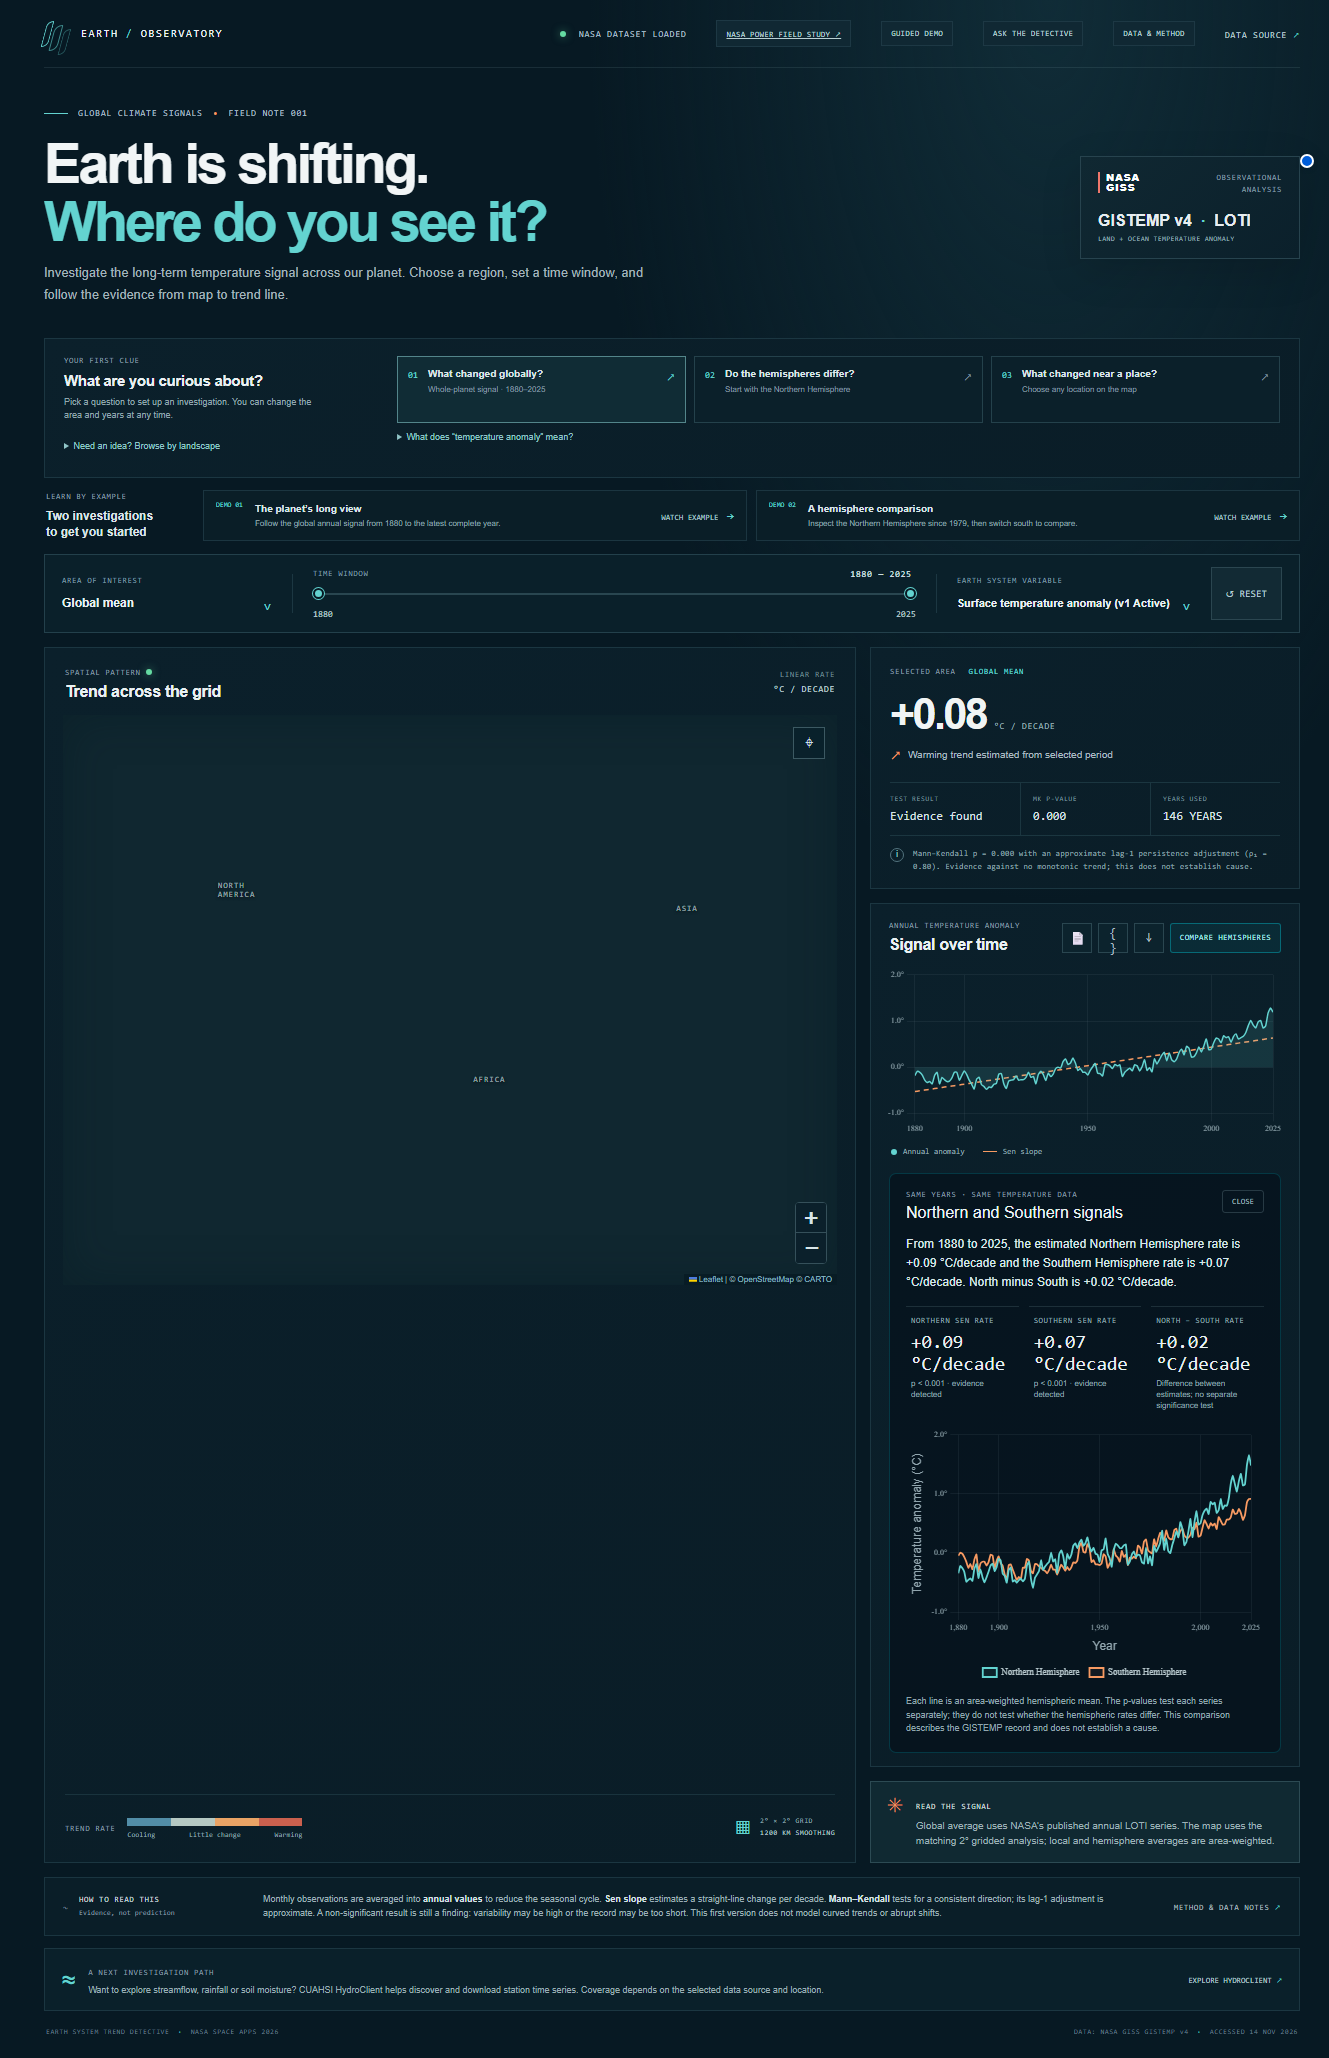 EARTH / OBSERVATORY
NASA DATASET LOADED
NASA POWER FIELD STUDY ↗
GUIDED DEMO
ASK THE DETECTIVE
DATA & METHOD
DATA SOURCE ↗
GLOBAL CLIMATE SIGNALS • FIELD NOTE 001
Earth is shifting.
Where do you see it?
Investigate the long-term temperature signal across our planet. Choose a region, set a time window, and
follow the evidence from map to trend line.
NASA
GISS
OBSERVATIONAL
ANALYSIS
GISTEMP v4 · LOTI
LAND + OCEAN TEMPERATURE ANOMALY
YOUR FIRST CLUE
What are you curious about?
Pick a question to set up an investigation. You can change the
area and years at any time.
▶ Need an idea? Browse by landscape
01 What changed globally? ↗
Whole-planet signal · 1880–2025
02 Do the hemispheres differ? ↗
Start with the Northern Hemisphere
03 What changed near a place? ↗
Choose any location on the map
▶ What does "temperature anomaly" mean?
LEARN BY EXAMPLE
Two investigations
to get you started
DEMO 01 The planet's long view
Follow the global annual signal from 1880 to the latest complete year.
WATCH EXAMPLE →
DEMO 02 A hemisphere comparison
Inspect the Northern Hemisphere since 1979, then switch south to compare.
WATCH EXAMPLE →
AREA OF INTEREST
Global mean
TIME WINDOW
1880 — 2025
1880
2025
EARTH SYSTEM VARIABLE
Surface temperature anomaly (v1 Active)
↺ RESET
SPATIAL PATTERN
Trend across the grid
LINEAR RATE
°C / DECADE
NORTH
AMERICA
ASIA
AFRICA
+
−
Leaflet | © OpenStreetMap © CARTO
TREND RATE
Cooling
Little change
Warming
2° × 2° GRID
1200 KM SMOOTHING
SELECTED AREA GLOBAL MEAN
+0.08 °C / DECADE
↗ Warming trend estimated from selected period
TEST RESULT
Evidence found
MK P-VALUE
0.000
YEARS USED
146 YEARS
i
Mann–Kendall p = 0.000 with an approximate lag-1 persistence adjustment (ρ₁ =
0.80). Evidence against no monotonic trend; this does not establish cause.
ANNUAL TEMPERATURE ANOMALY
Signal over time
{ }
↓
COMPARE HEMISPHERES
2.0°
1.0°
0.0°
-1.0°
1880
1900
1950
2000
2025
Annual anomaly
Sen slope
SAME YEARS · SAME TEMPERATURE DATA
Northern and Southern signals
CLOSE
From 1880 to 2025, the estimated Northern Hemisphere rate is
+0.09 °C/decade and the Southern Hemisphere rate is +0.07
°C/decade. North minus South is +0.02 °C/decade.
NORTHERN SEN RATE
+0.09
°C/decade
p < 0.001 · evidence
detected
SOUTHERN SEN RATE
+0.07
°C/decade
p < 0.001 · evidence
detected
NORTH − SOUTH RATE
+0.02
°C/decade
Difference between
estimates; no separate
significance test
Temperature anomaly (°C)
2.0°
1.0°
0.0°
-1.0°
1,880
1,900
1,950
2,000
2,025
Year
Northern Hemisphere
Southern Hemisphere
Each line is an area-weighted hemispheric mean. The p-values test each series
separately; they do not test whether the hemispheric rates differ. This comparison
describes the GISTEMP record and does not establish a cause.
READ THE SIGNAL
Global average uses NASA's published annual LOTI series. The map uses the
matching 2° gridded analysis; local and hemisphere averages are area-weighted.
HOW TO READ THIS
Evidence, not prediction
Monthly observations are averaged into annual values to reduce the seasonal cycle. Sen slope estimates a straight-line change per decade. Mann–Kendall tests for a consistent direction; its lag-1 adjustment is
approximate. A non-significant result is still a finding: variability may be high or the record may be too short. This first version does not model curved trends or abrupt shifts.
METHOD & DATA NOTES ↗
≈
A NEXT INVESTIGATION PATH
Want to explore streamflow, rainfall or soil moisture? CUAHSI HydroClient helps discover and download station time series. Coverage depends on the selected data source and location.
EXPLORE HYDROCLIENT ↗
EARTH SYSTEM TREND DETECTIVE • NASA SPACE APPS 2026
DATA: NASA GISS GISTEMP v4 • ACCESSED 14 NOV 2026